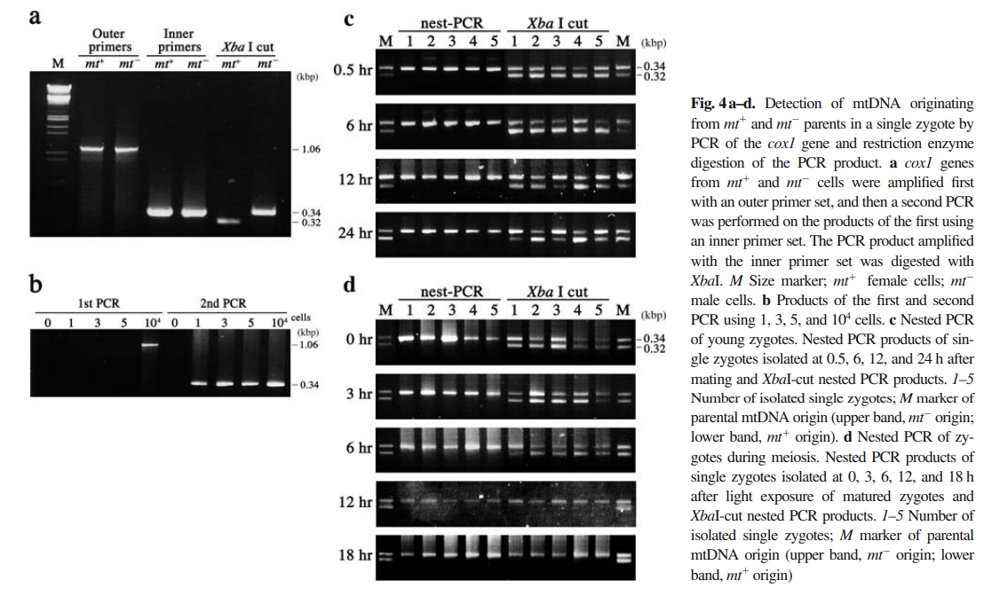 a
Outer
primers
Inner
primers
Xba I cut
M mt+ mt− mt+ mt− mt+ mt−
(kbp)
1.06
0.34
0.32
b
1st PCR 2nd PCR
0 1 3 5 10⁴ 0 1 3 5 10⁴ cells
(kbp)
1.06
0.34
c
nest-PCR Xba I cut
M 1 2 3 4 5 1 2 3 4 5 M (kbp)
0.5 hr
0.34
0.32
6 hr
12 hr
24 hr
d
nest-PCR Xba I cut
M 1 2 3 4 5 1 2 3 4 5 M
(kbp)
0 hr
0.34
0.32
3 hr
6 hr
12 hr
18 hr
Fig. 4 a–d. Detection of mtDNA originating
from mt+ and mt− parents in a single zygote by
PCR of the cox1 gene and restriction enzyme
digestion of the PCR product. a cox1 genes
from mt+ and mt− cells were amplified first
with an outer primer set, and then a second PCR
was performed on the products of the first using
an inner primer set. The PCR product amplified
with the inner primer set was digested with
XbaI. M Size marker; mt+ female cells; mt−
male cells. b Products of the first and second
PCR using 1, 3, 5, and 10⁴ cells. c Nested PCR
of young zygotes. Nested PCR products of sin-
gle zygotes isolated at 0.5, 6, 12, and 24 h after
mating and XbaI-cut nested PCR products. 1–5
Number of isolated single zygotes; M marker of
parental mtDNA origin (upper band, mt− origin;
lower band, mt+ origin). d Nested PCR of zy-
gotes during meiosis. Nested PCR products of
single zygotes isolated at 0, 3, 6, 12, and 18 h
after light exposure of matured zygotes and
XbaI-cut nested PCR products. 1–5 Number of
isolated single zygotes; M marker of parental
mtDNA origin (upper band, mt− origin; lower
band, mt+ origin)